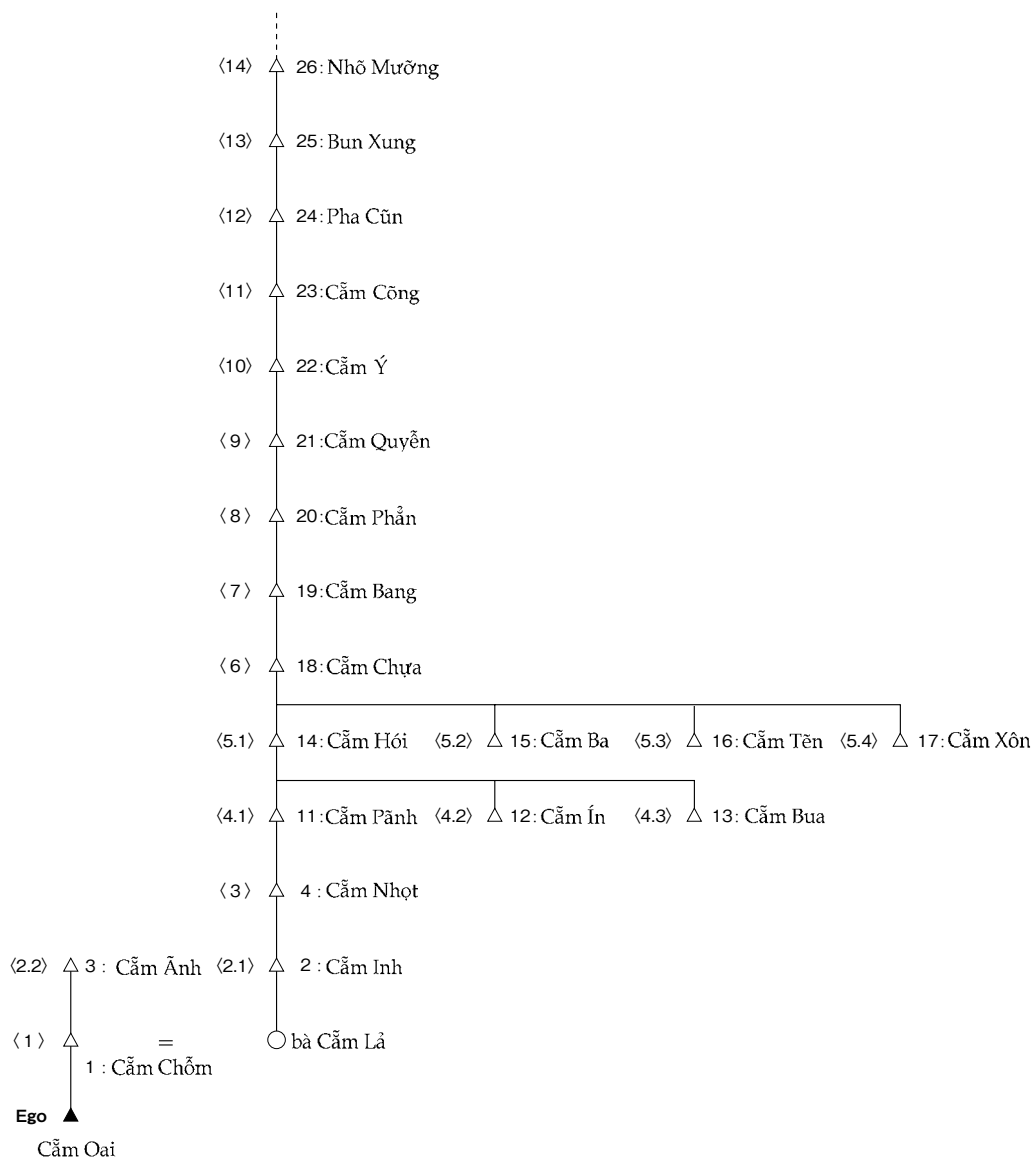 〈14〉 26: Nhõ Mưỡng
〈13〉 25: Bun Xung
〈12〉 24: Pha Cũn
〈11〉 23: Cẵm Cõng
〈10〉 22: Cẵm Ý
〈9〉 21: Cẵm Quyễn
〈8〉 20: Cẵm Phẳn
〈7〉 19: Cẵm Bang
〈6〉 18: Cẵm Chựa
〈5.1〉 14: Cẵm Hói 〈5.2〉 15: Cẵm Ba 〈5.3〉 16: Cẵm Tẽn 〈5.4〉 17: Cẵm Xôn
〈4.1〉 11: Cẵm Pãnh 〈4.2〉 12: Cẵm Ín 〈4.3〉 13: Cẵm Bua
〈3〉 4: Cẵm Nhọt
〈2.2〉 3: Cẵm Ãnh 〈2.1〉 2: Cẵm Inh
〈1〉 = bà Cẵm Lả
1: Cẵm Chỗm
Ego
Cẵm Oai